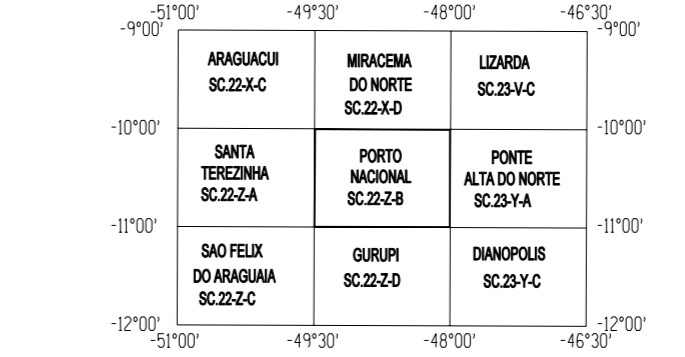 -51°00' -49°30' -48°00' -46°30'
-9°00' -9°00'
ARAGUACUI
SC.22-X-C
MIRACEMA
DO NORTE
SC.22-X-D
LIZARDA
SC.23-V-C
-10°00' -10°00'
SANTA
TEREZINHA
SC.22-Z-A
PORTO
NACIONAL
SC.22-Z-B
PONTE
ALTA DO NORTE
SC.23-Y-A
-11°00' -11°00'
SAO FELIX
DO ARAGUAIA
SC.22-Z-C
GURUPI
SC.22-Z-D
DIANOPOLIS
SC.23-Y-C
-12°00' -12°00'
-51°00' -49°30' -48°00' -46°30'